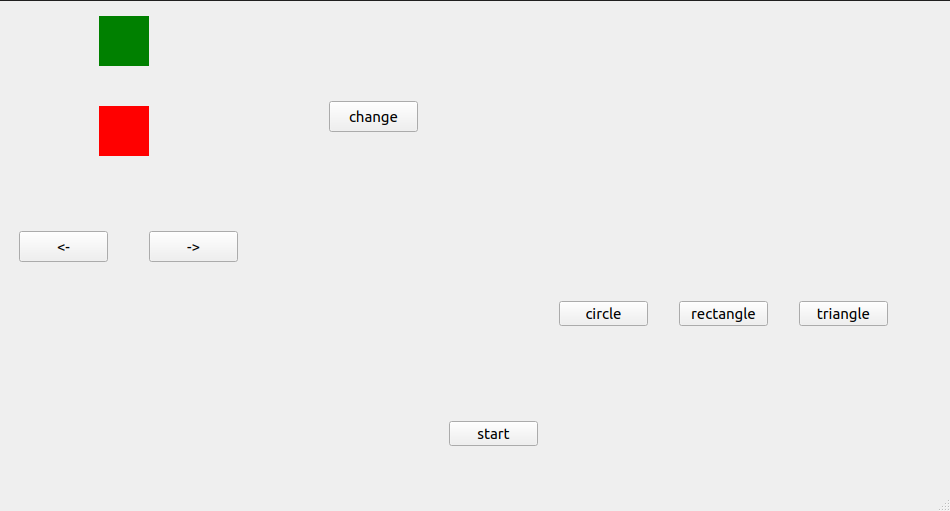 change
<- ->
circle rectangle triangle
start